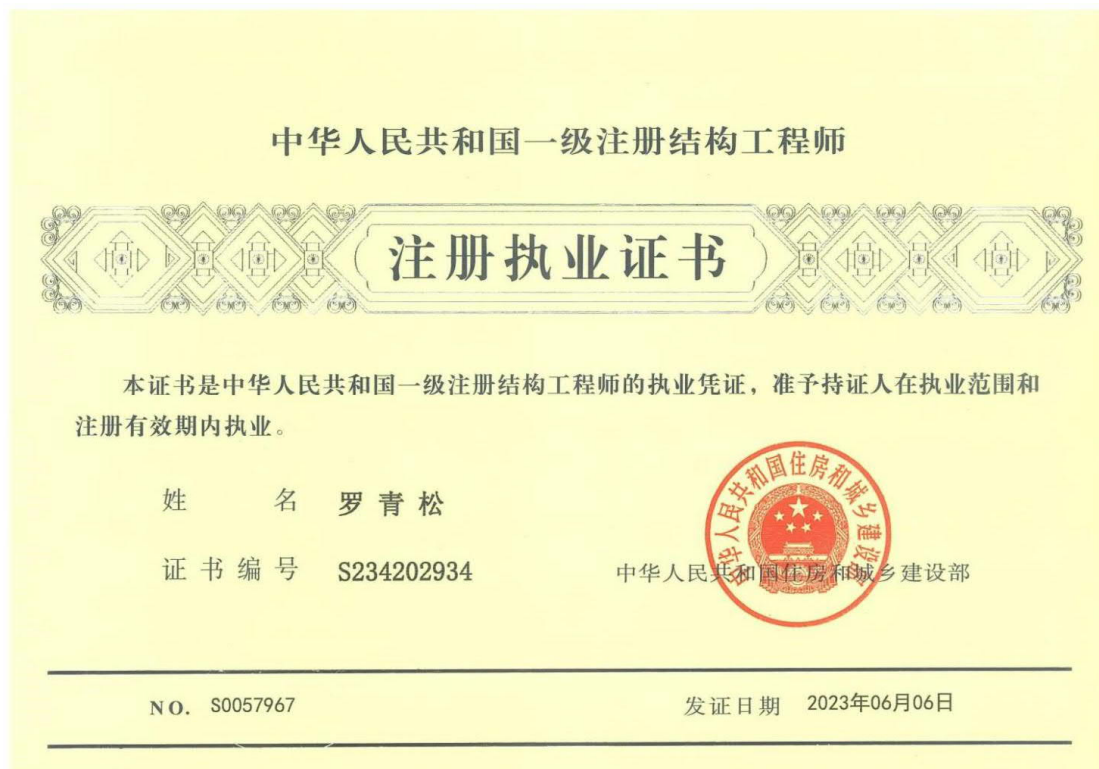 中华人民共和国一级注册结构工程师
注册执业证书
本证书是中华人民共和国一级注册结构工程师的执业凭证，准予持证人在执业范围和
注册有效期内执业。
姓名 罗青松
证书编号 S234202934
中华人民共和国住房和城乡建设部
中华人民共和国住房和城乡建设部
NO. S0057967
发证日期 2023年06月06日